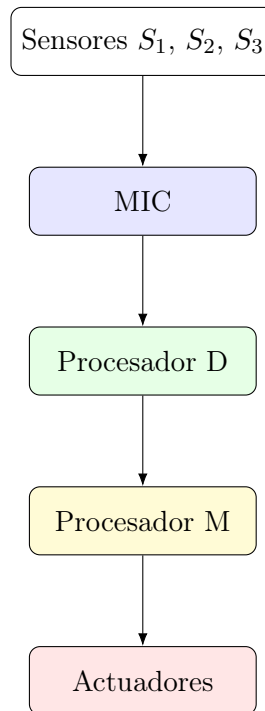 Sensores S₁, S₂, S₃
MIC
Procesador D
Procesador M
Actuadores